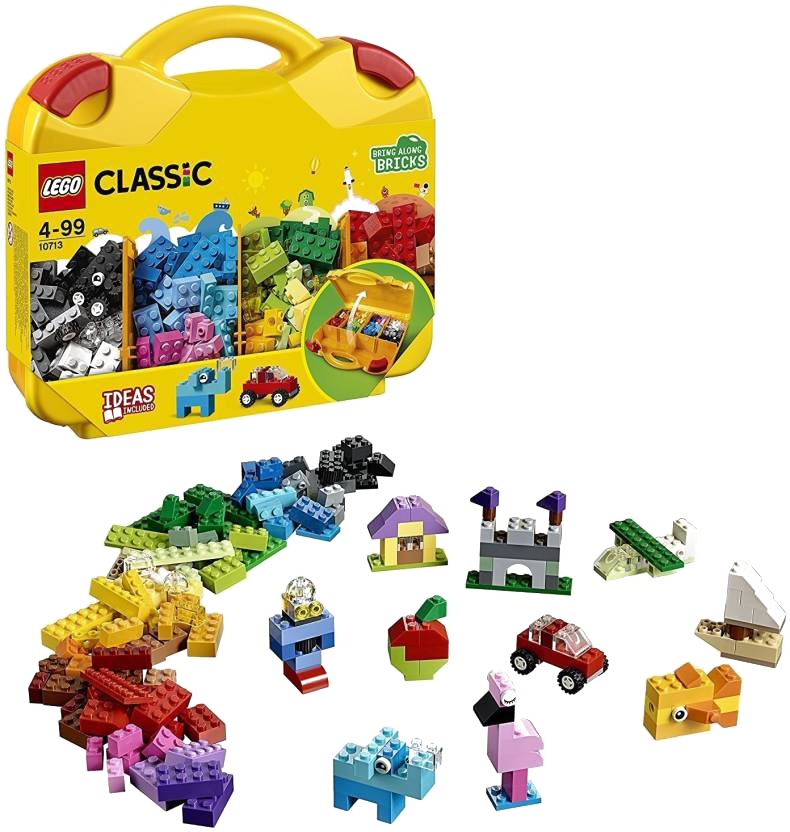 LEGO
CLASSIC
4-99
10713
BRING ALONG
BRICKS
IDEAS
INCLUDED